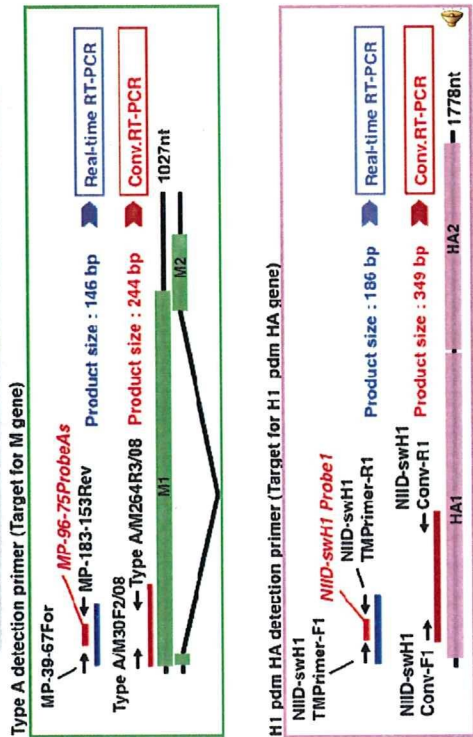 Type A detection primer (Target for M gene)
MP-39-67For
MP-96-75ProbeAs
MP-183-153Rev
Product size : 146 bp
Real-time RT-PCR
Type A/M30F2/08
Type A/M264R3/08
Product size : 244 bp
Conv.RT-PCR
M1
1027nt
M2
H1 pdm HA detection primer (Target for H1 pdm HA gene)
NIID-swH1
TMPrimer-F1
NIID-swH1 Probe1
NIID-swH1
TMPrimer-R1
Product size : 186 bp
Real-time RT-PCR
NIID-swH1
Conv-F1
NIID-swH1
Conv-R1
Product size : 349 bp
Conv.RT-PCR
HA1
HA2
1778nt